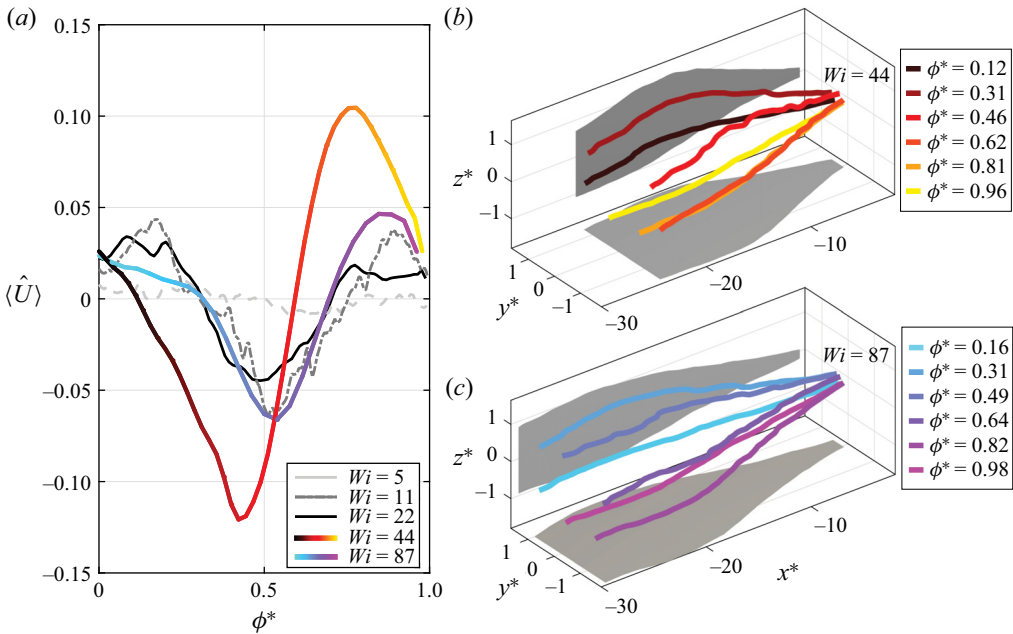 (a)
0.15
0.10
0.05
⟨Û⟩
0
−0.05
−0.10
−0.15
0
0.5
1.0
ϕ*
Wi = 5
Wi = 11
Wi = 22
Wi = 44
Wi = 87
(b)
Wi = 44
1
z* 0
−1
1
0
−1
y*
−30
−20
−10
ϕ* = 0.12
ϕ* = 0.31
ϕ* = 0.46
ϕ* = 0.62
ϕ* = 0.81
ϕ* = 0.96
(c)
Wi = 87
1
z* 0
−1
1
0
−1
y*
−30
−20
x*
−10
ϕ* = 0.16
ϕ* = 0.31
ϕ* = 0.49
ϕ* = 0.64
ϕ* = 0.82
ϕ* = 0.98